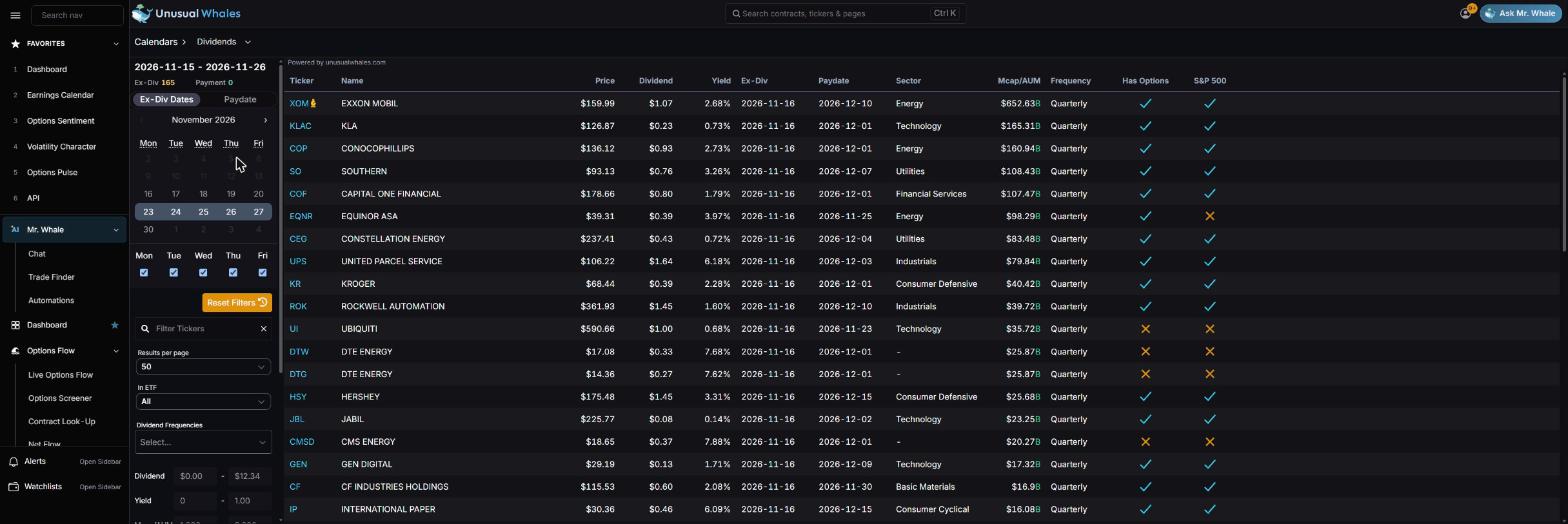 Search nav
Unusual Whales
Search contracts, tickers & pages
Ctrl K
9+
Ask Mr. Whale
FAVORITES
1 Dashboard
2 Earnings Calendar
3 Options Sentiment
4 Volatility Character
5 Options Pulse
6 API
AI Mr. Whale
Chat
Trade Finder
Automations
Dashboard
Options Flow
Live Options Flow
Options Screener
Contract Look-Up
Net Flow
Alerts Open Sidebar
Watchlists Open Sidebar
Calendars > Dividends
2026-11-15 - 2026-11-26
Ex-Div 165 Payment 0
Ex-Div Dates Paydate
November 2026
Mon Tue Wed Thu Fri
2 3 4 5 6
9 10 11 12 13
16 17 18 19 20
23 24 25 26 27
30 1 2 3 4
Mon Tue Wed Thu Fri
Reset Filters
Filter Tickers
Results per page
50
In ETF
All
Dividend Frequencies
Select...
Dividend $0.00 - $12.34
Yield 0 - 1.00
Powered by unusualwhales.com
Ticker Name Price Dividend Yield Ex-Div Paydate Sector Mcap/AUM Frequency Has Options S&P 500
XOM EXXON MOBIL $159.99 $1.07 2.68% 2026-11-16 2026-12-10 Energy $652.63B Quarterly
KLAC KLA $126.87 $0.23 0.73% 2026-11-16 2026-12-01 Technology $165.31B Quarterly
COP CONOCOPHILLIPS $136.12 $0.93 2.73% 2026-11-16 2026-12-01 Energy $160.94B Quarterly
SO SOUTHERN $93.13 $0.76 3.26% 2026-11-16 2026-12-07 Utilities $108.43B Quarterly
COF CAPITAL ONE FINANCIAL $178.66 $0.80 1.79% 2026-11-16 2026-12-01 Financial Services $107.47B Quarterly
EQNR EQUINOR ASA $39.31 $0.39 3.97% 2026-11-16 2026-11-25 Energy $98.29B Quarterly
CEG CONSTELLATION ENERGY $237.41 $0.43 0.72% 2026-11-16 2026-12-04 Utilities $83.48B Quarterly
UPS UNITED PARCEL SERVICE $106.22 $1.64 6.18% 2026-11-16 2026-12-03 Industrials $79.84B Quarterly
KR KROGER $68.44 $0.39 2.28% 2026-11-16 2026-12-01 Consumer Defensive $40.42B Quarterly
ROK ROCKWELL AUTOMATION $361.93 $1.45 1.60% 2026-11-16 2026-12-10 Industrials $39.72B Quarterly
UI UBIQUITI $590.66 $1.00 0.68% 2026-11-16 2026-11-23 Technology $35.72B Quarterly
DTW DTE ENERGY $17.08 $0.33 7.68% 2026-11-16 2026-12-01 - $25.87B Quarterly
DTG DTE ENERGY $14.36 $0.27 7.62% 2026-11-16 2026-12-01 - $25.87B Quarterly
HSY HERSHEY $175.48 $1.45 3.31% 2026-11-16 2026-12-15 Consumer Defensive $25.68B Quarterly
JBL JABIL $225.77 $0.08 0.14% 2026-11-16 2026-12-02 Technology $23.25B Quarterly
CMSD CMS ENERGY $18.65 $0.37 7.88% 2026-11-16 2026-12-01 - $20.27B Quarterly
GEN GEN DIGITAL $29.19 $0.13 1.71% 2026-11-16 2026-12-09 Technology $17.32B Quarterly
CF CF INDUSTRIES HOLDINGS $115.53 $0.60 2.08% 2026-11-16 2026-11-30 Basic Materials $16.9B Quarterly
IP INTERNATIONAL PAPER $30.36 $0.46 6.09% 2026-11-16 2026-12-15 Consumer Cyclical $16.08B Quarterly